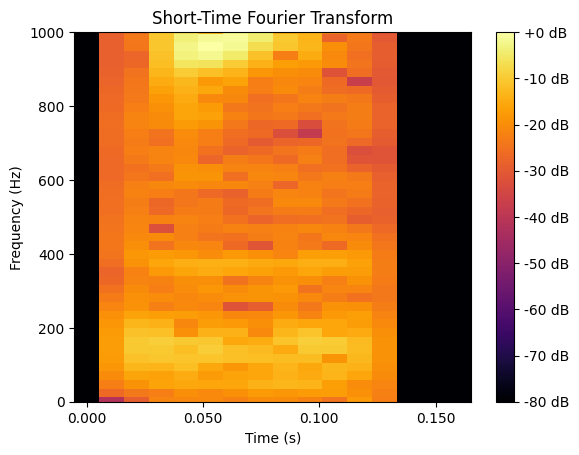 Short-Time Fourier Transform
1000
800
600
400
200
0
Frequency (Hz)
0.000
0.050
0.100
0.150
Time (s)
+0 dB
-10 dB
-20 dB
-30 dB
-40 dB
-50 dB
-60 dB
-70 dB
-80 dB